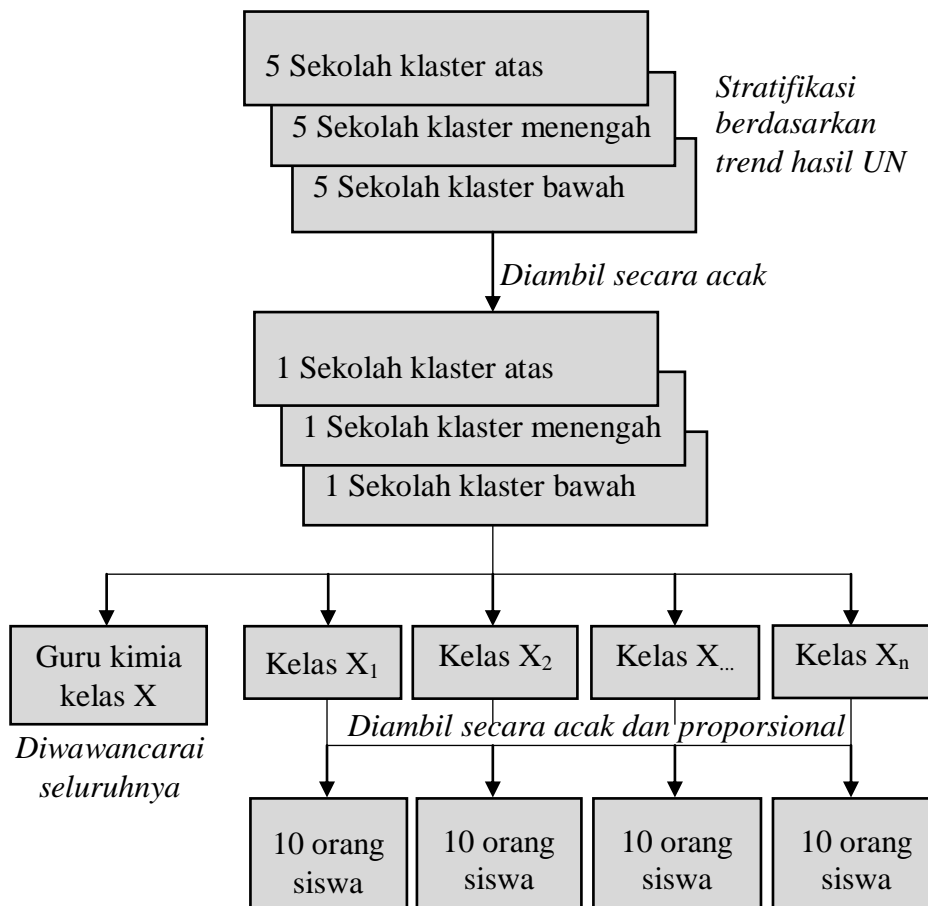 5 Sekolah klaster atas
5 Sekolah klaster menengah
5 Sekolah klaster bawah
Stratifikasi
berdasarkan
trend hasil UN
Diambil secara acak
1 Sekolah klaster atas
1 Sekolah klaster menengah
1 Sekolah klaster bawah
Guru kimia
kelas X
Kelas X₁
Kelas X₂
Kelas X...
Kelas Xₙ
Diwawancarai
seluruhnya
Diambil secara acak dan proporsional
10 orang
siswa
10 orang
siswa
10 orang
siswa
10 orang
siswa